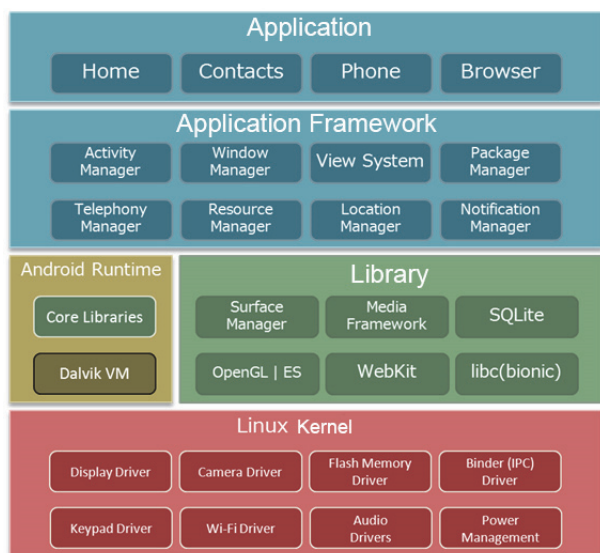 Application
Home
Contacts
Phone
Browser
Application Framework
Activity
Manager
Window
Manager
View System
Package
Manager
Telephony
Manager
Resource
Manager
Location
Manager
Notification
Manager
Android Runtime
Core Libraries
Dalvik VM
Library
Surface
Manager
Media
Framework
SQLite
OpenGL | ES
WebKit
libc(bionic)
Linux Kernel
Display Driver
Camera Driver
Flash Memory
Driver
Binder (IPC)
Driver
Keypad Driver
Wi-Fi Driver
Audio
Drivers
Power
Management